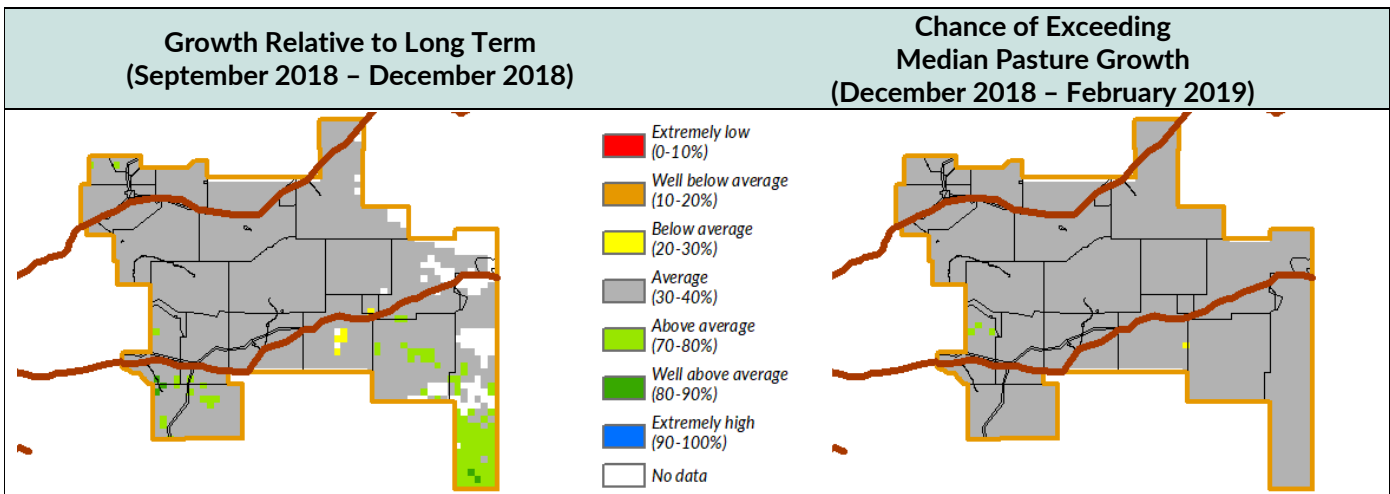 Growth Relative to Long Term
(September 2018 – December 2018)
Chance of Exceeding
Median Pasture Growth
(December 2018 – February 2019)
Extremely low
(0-10%)
Well below average
(10-20%)
Below average
(20-30%)
Average
(30-40%)
Above average
(70-80%)
Well above average
(80-90%)
Extremely high
(90-100%)
No data